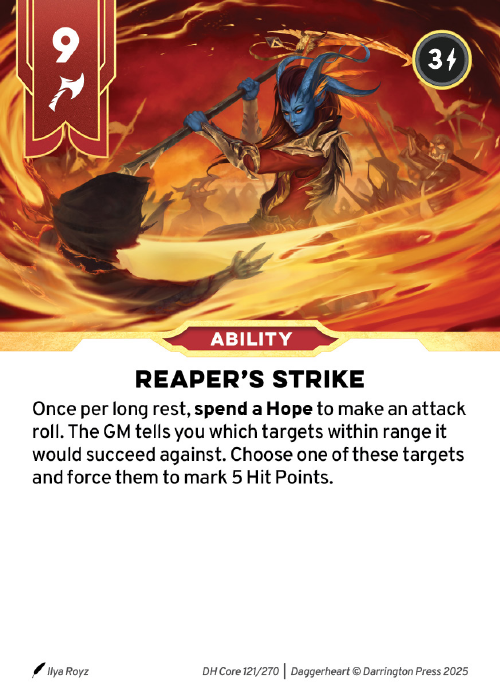 9
3
ABILITY
REAPER'S STRIKE
Once per long rest, spend a Hope to make an attack
roll. The GM tells you which targets within range it
would succeed against. Choose one of these targets
and force them to mark 5 Hit Points.
Ilya Royz
DH Core 121/270 | Daggerheart © Darrington Press 2025